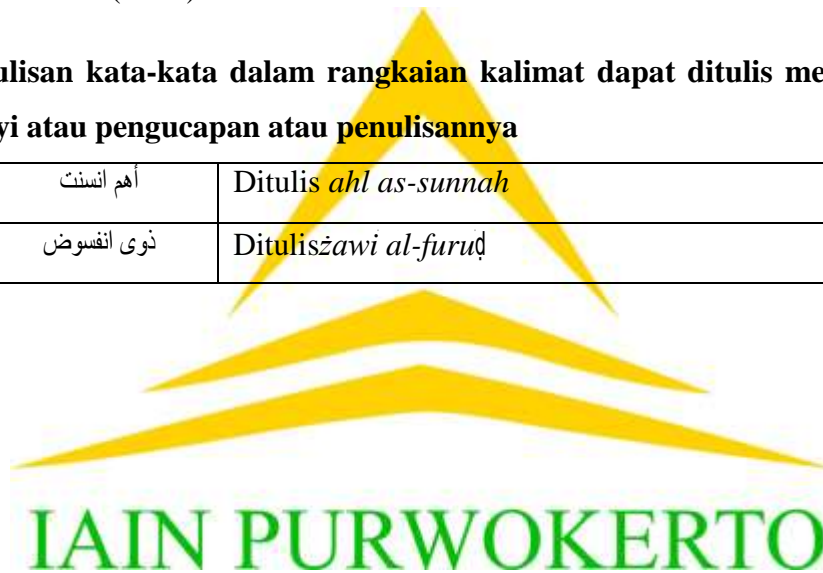 ulisan kata-kata dalam rangkaian kalimat dapat ditulis me
yi atau pengucapan atau penulisannya
أهم انسنت Ditulis ahl as-sunnah
ذوى انفسوض Ditulisżawi al-furuḍ
IAIN PURWOKERTO